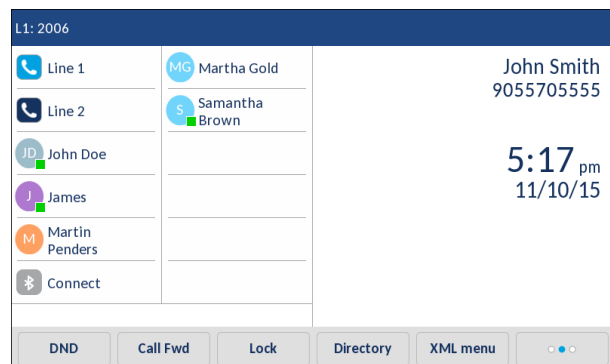 L1: 2006
Line 1
Line 2
JD John Doe
J James
M Martin
Penders
Connect
MG Martha Gold
S Samantha
Brown
John Smith
9055705555
5:17 pm
11/10/15
DND Call Fwd Lock Directory XML menu